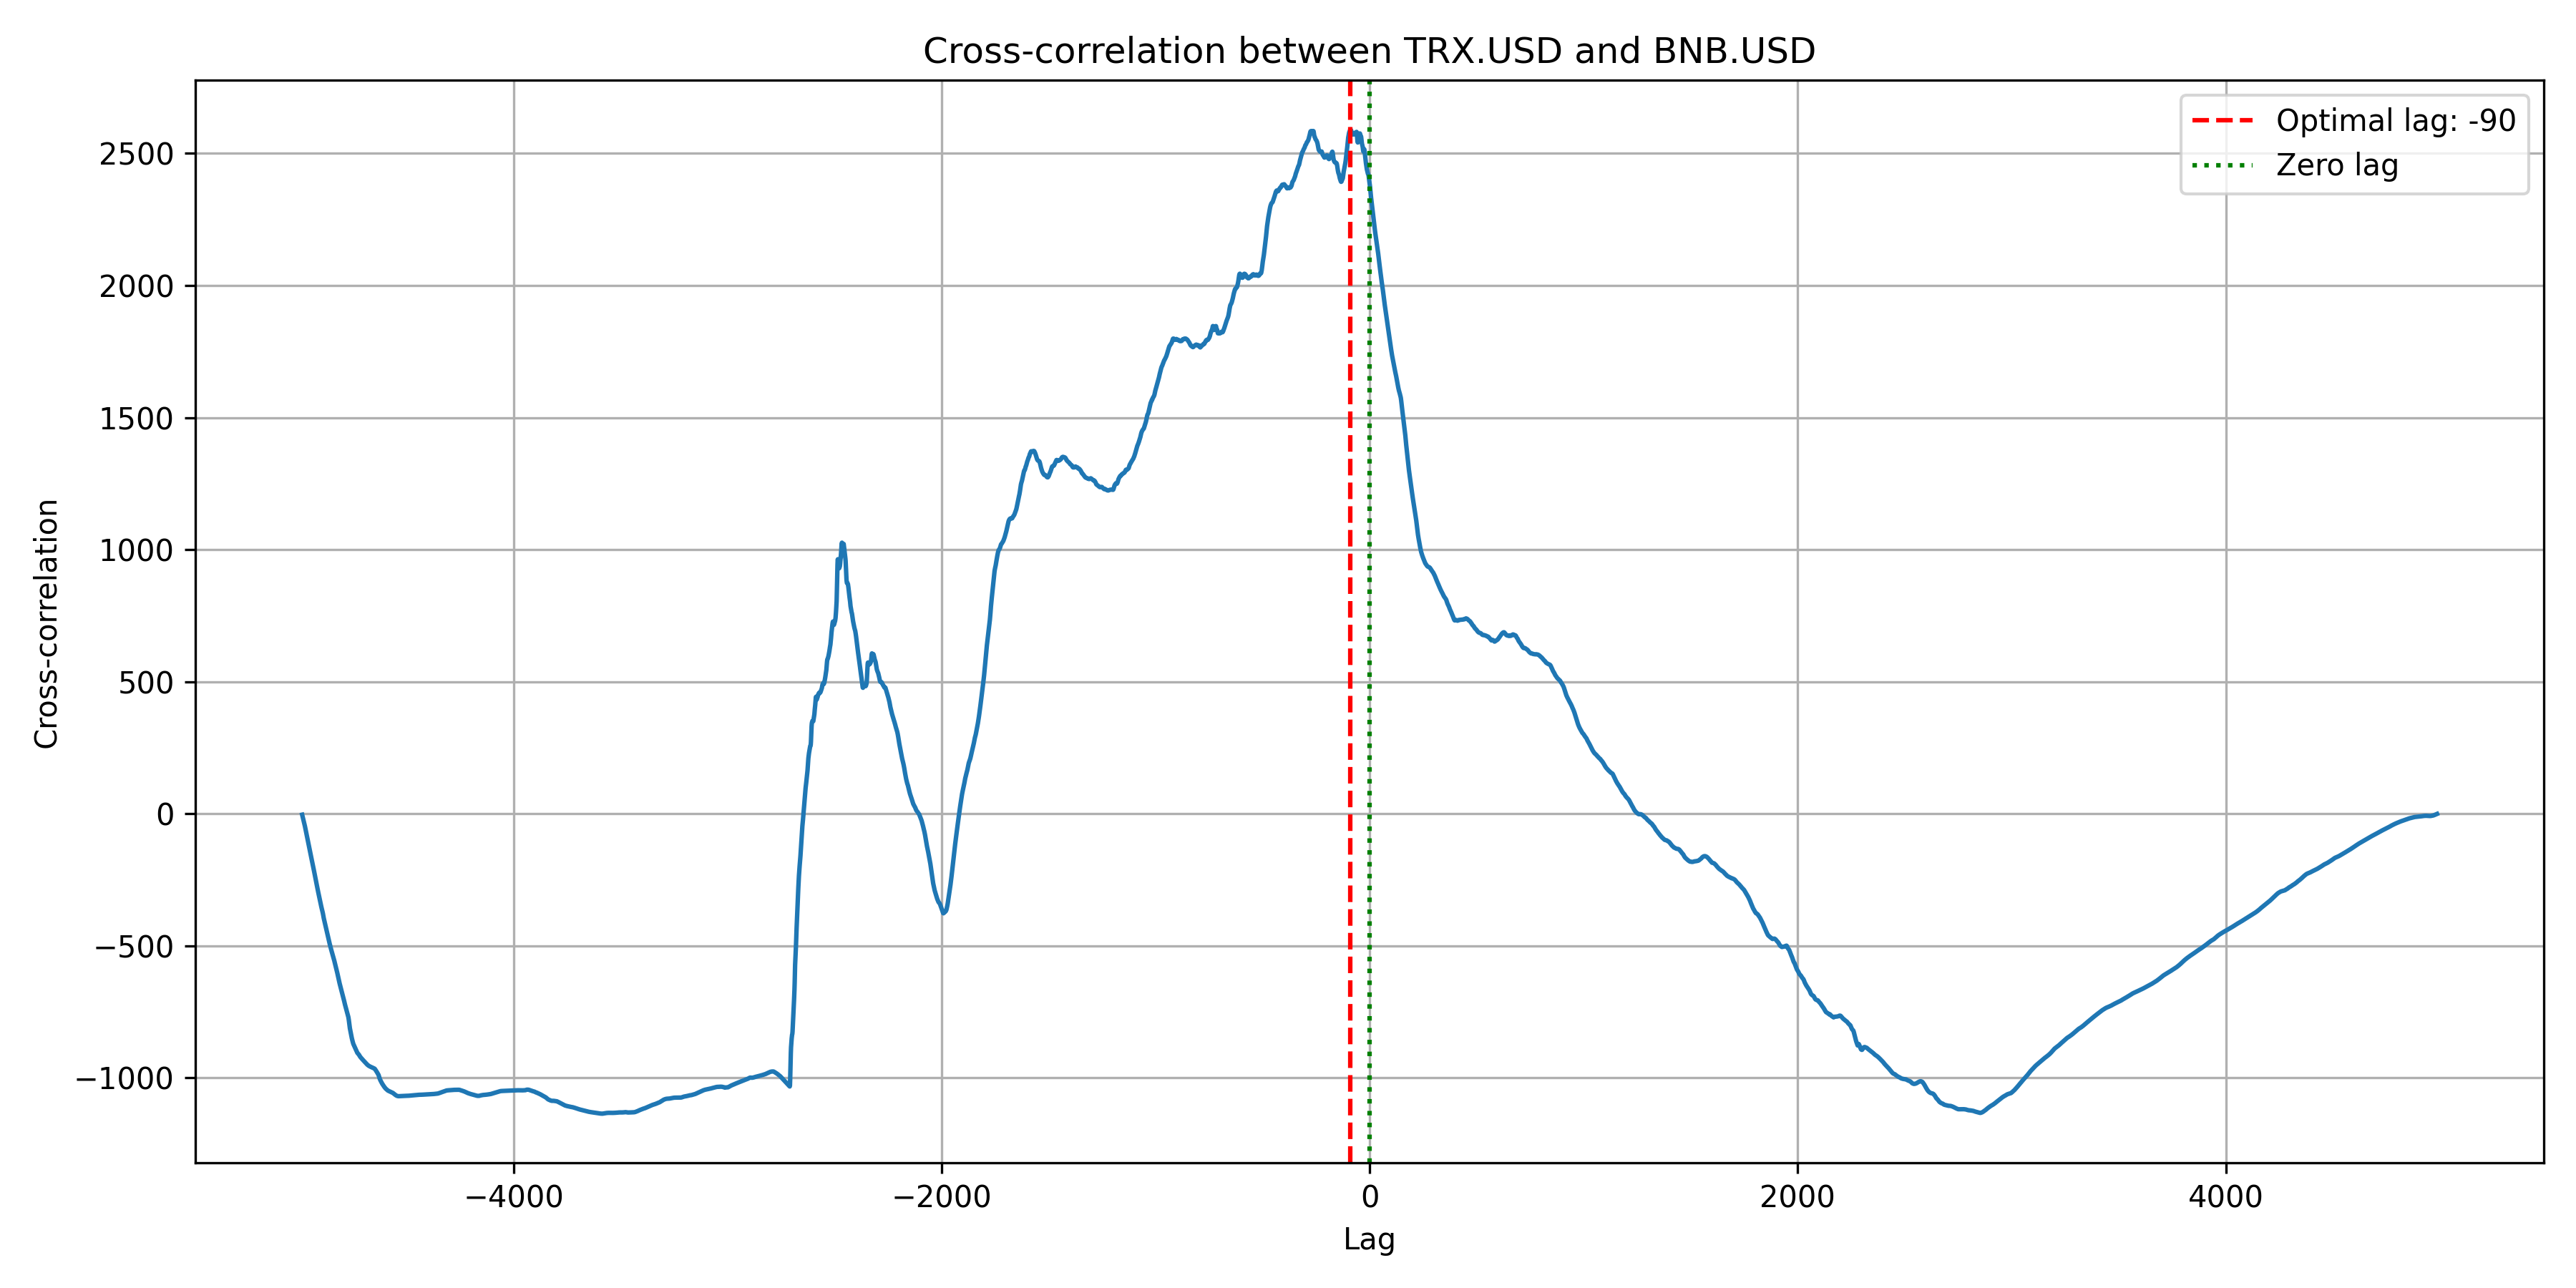 Cross-correlation between TRX.USD and BNB.USD
Optimal lag: -90
Zero lag
2500
2000
1500
1000
500
0
−500
−1000
Cross-correlation
−4000
−2000
0
2000
4000
Lag